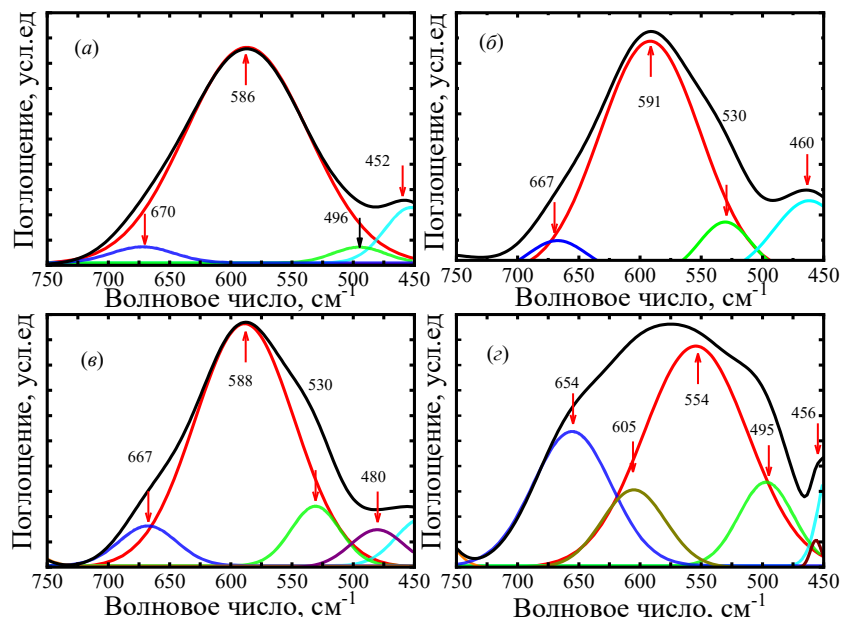 (а)
Поглощение, усл.ед
586
452
670
496
750 700 650 600 550 500 450
Волновое число, см⁻¹
(б)
Поглощение, усл.ед
591
530
460
667
750 700 650 600 550 500 450
Волновое число, см⁻¹
(в)
Поглощение, усл.ед
588
530
667
480
750 700 650 600 550 500 450
Волновое число, см⁻¹
(г)
Поглощение, усл.ед
654
605
554
495
456
750 700 650 600 550 500 450
Волновое число, см⁻¹